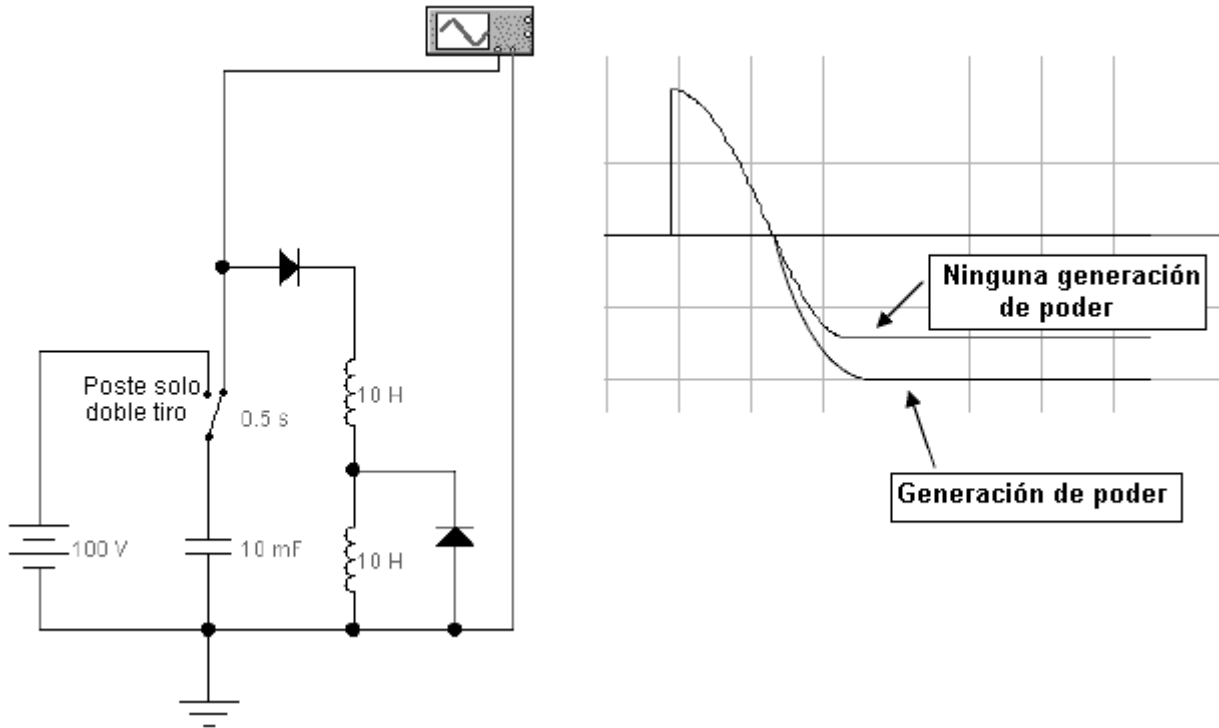 Poste solo
doble tiro
0.5 s
10 H
100 V
10 mF
10 H
Ninguna generación
de poder
Generación de poder